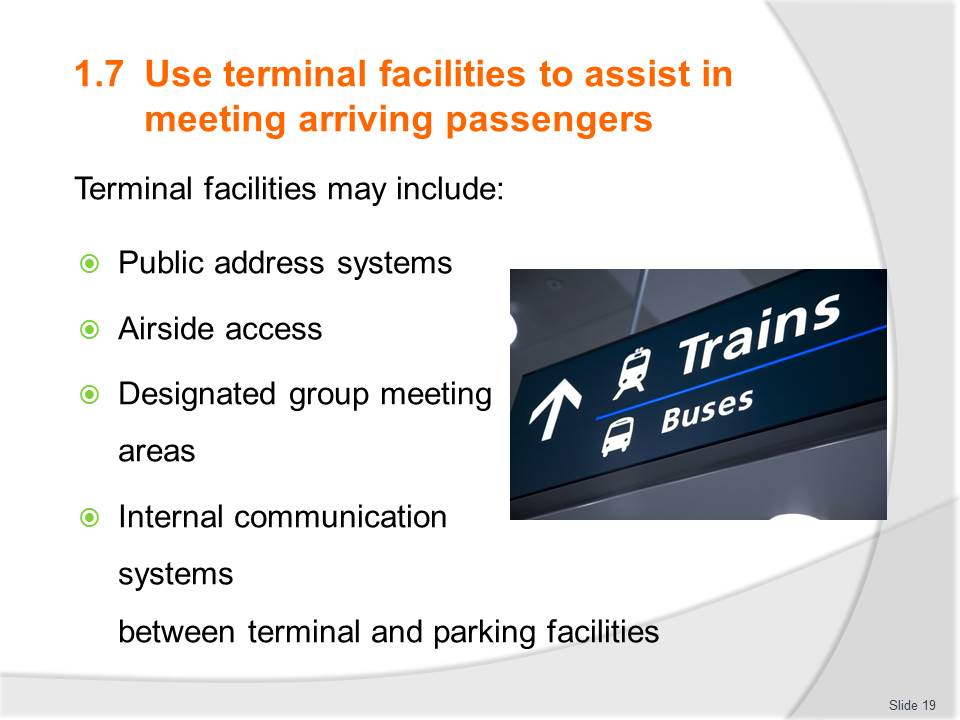 1.7 Use terminal facilities to assist in
meeting arriving passengers
Terminal facilities may include:
Public address systems
Airside access
Designated group meeting
areas
Internal communication
systems
between terminal and parking facilities
Trains
Buses
Slide 19